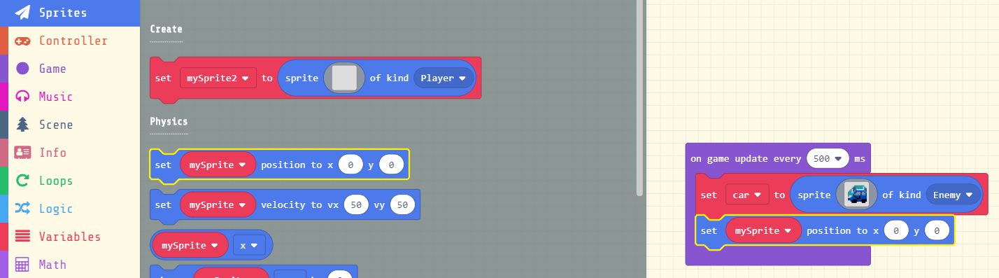 Sprites
Controller
Game
Music
Scene
Info
Loops
Logic
Variables
Math
Create
set mySprite2 to sprite of kind Player
Physics
set mySprite position to x 0 y 0
set mySprite velocity to vx 50 vy 50
mySprite x
on game update every 500 ms
set car to sprite of kind Enemy
set mySprite position to x 0 y 0